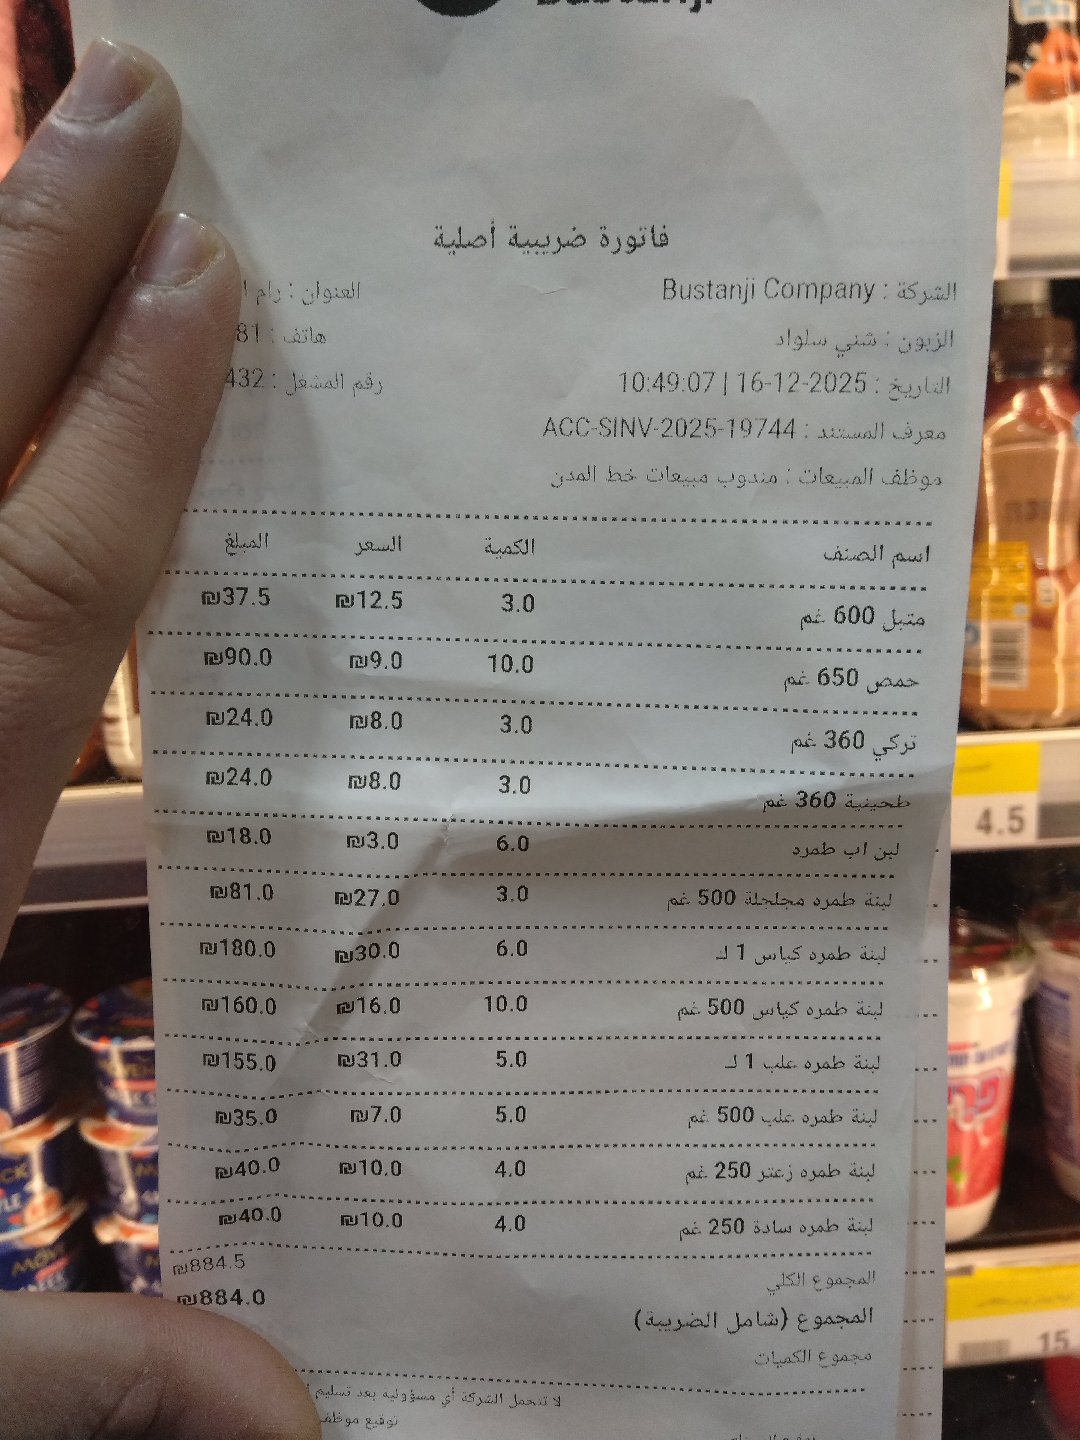 فاتورة ضريبية أصلية
الشركة : Bustanji Company العنوان : رام
الزبون : شني سلواد هاتف : 81
التاريخ : 2025-12-16 | 10:49:07 رقم المشغل : 432
معرف المستند : ACC-SINV-2025-19744
موظف المبيعات : مندوب مبيعات خط المدن
اسم الصنف الكمية السعر المبلغ
متبل 600 غم 3.0 ₪12.5 ₪37.5
حمص 650 غم 10.0 ₪9.0 ₪90.0
تركي 360 غم 3.0 ₪8.0 ₪24.0
طحينية 360 غم 3.0 ₪8.0 ₪24.0
لبن اب طمره 6.0 ₪3.0 ₪18.0
لبنة طمره مجلجلة 500 غم 3.0 ₪27.0 ₪81.0
لبنة طمره كياس 1 ك 6.0 ₪30.0 ₪180.0
لبنة طمره كياس 500 غم 10.0 ₪16.0 ₪160.0
لبنة طمره علب 1 ك 5.0 ₪31.0 ₪155.0
لبنة طمره علب 500 غم 5.0 ₪7.0 ₪35.0
لبنة طمره زعتر 250 غم 4.0 ₪10.0 ₪40.0
لبنة طمره سادة 250 غم 4.0 ₪10.0 ₪40.0
المجموع الكلي ₪884.5
المجموع (شامل الضريبة) ₪884.0
مجموع الكميات
لا تتحمل الشركة أي مسؤولية بعد تسليم
توقيع
4.5
15